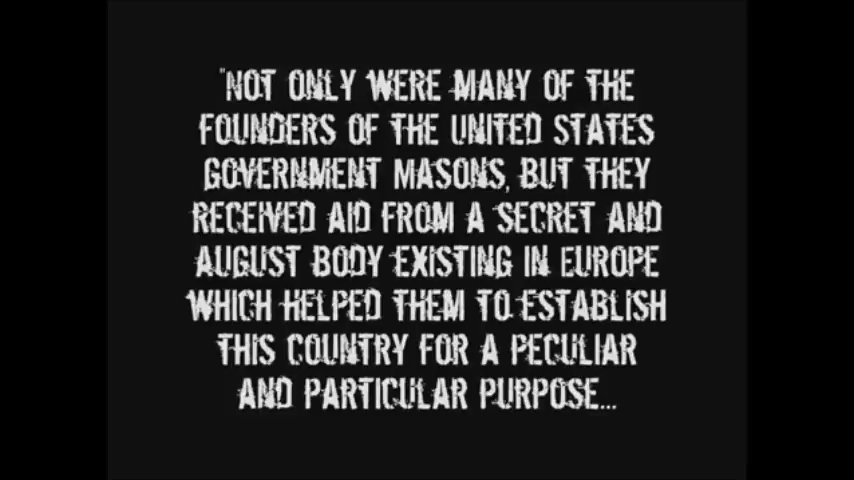 "NOT ONLY WERE MANY OF THE
FOUNDERS OF THE UNITED STATES
GOVERNMENT MASONS, BUT THEY
RECEIVED AID FROM A SECRET AND
AUGUST BODY EXISTING IN EUROPE
WHICH HELPED THEM TO ESTABLISH
THIS COUNTRY FOR A PECULIAR
AND PARTICULAR PURPOSE...